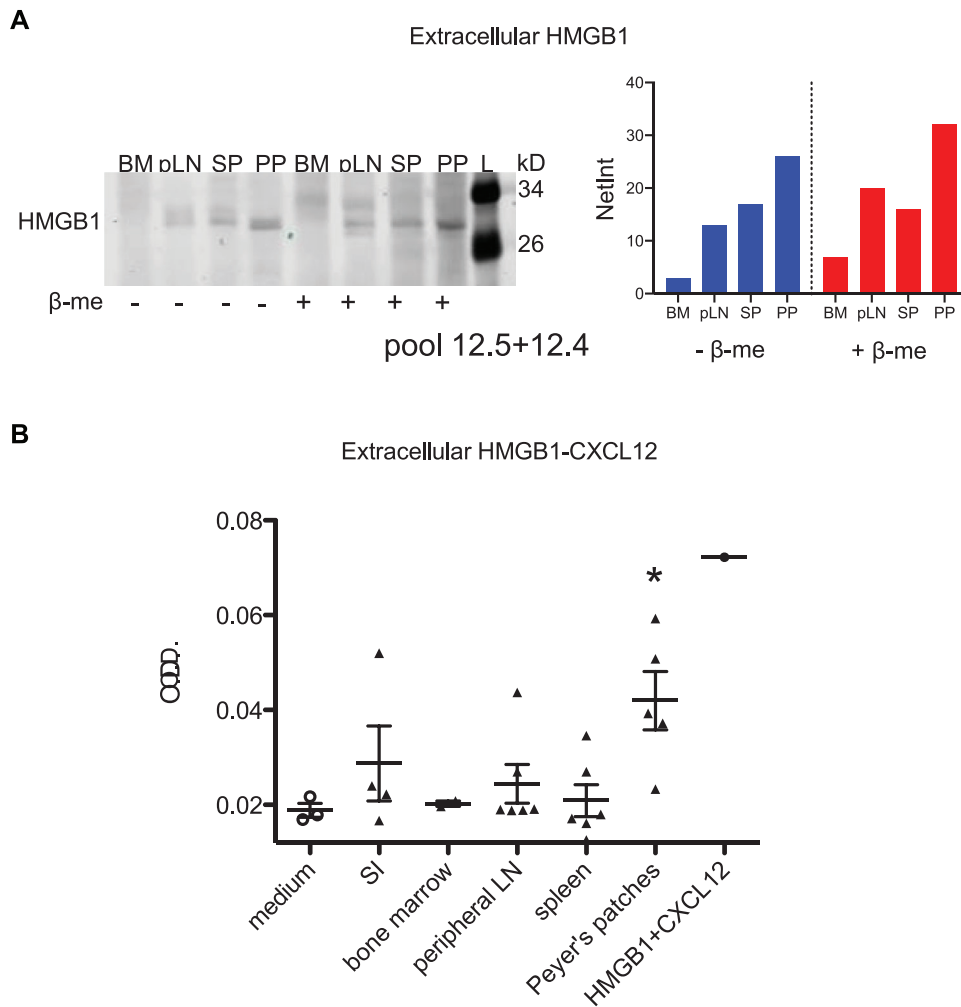 A
Extracellular HMGB1
BM pLN SP PP BM pLN SP PP L kD
34
HMGB1
26
β-me - - - - + + + +
pool 12.5+12.4
NetInt
40
30
20
10
0
BM pLN SP PP BM pLN SP PP
- β-me + β-me
B
Extracellular HMGB1-CXCL12
O.D.
0.08
0.06
0.04
0.02
*
medium
SI
bone marrow
peripheral LN
spleen
Peyer's patches
HMGB1+CXCL12